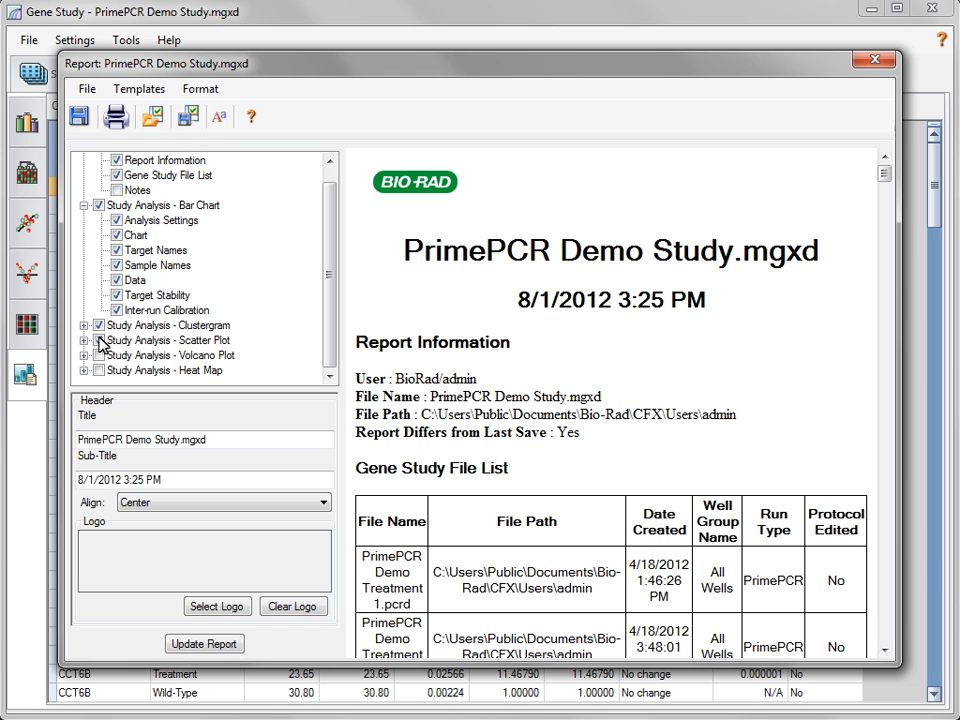 Gene Study - PrimePCR Demo Study.mgxd
File Settings Tools Help
?
Report: PrimePCR Demo Study.mgxd
File Templates Format
Aa ?
Report Information
Gene Study File List
Notes
Study Analysis - Bar Chart
Analysis Settings
Chart
Target Names
Sample Names
Data
Target Stability
Inter-run Calibration
Study Analysis - Clustergram
Study Analysis - Scatter Plot
Study Analysis - Volcano Plot
Study Analysis - Heat Map
Header
Title
PrimePCR Demo Study.mgxd
Sub-Title
8/1/2012 3:25 PM
Align: Center
Logo
Select Logo Clear Logo
Update Report
BIO-RAD
PrimePCR Demo Study.mgxd
8/1/2012 3:25 PM
Report Information
User : BioRad/admin
File Name : PrimePCR Demo Study.mgxd
File Path : C:\Users\Public\Documents\Bio-Rad\CFX\Users\admin
Report Differs from Last Save : Yes
Gene Study File List
File Name File Path Date Created Well Group Name Run Type Protocol Edited
PrimePCR Demo Treatment 1.pcrd C:\Users\Public\Documents\Bio-Rad\CFX\Users\admin 4/18/2012 1:46:26 PM All Wells PrimePCR No
PrimePCR Demo Treatment C:\Users\Public\Documents\Bio-Rad\CFX\Users\admin 4/18/2012 3:48:01 All Wells PrimePCR No
CCT6B Treatment 23.65 23.65 0.02566 11.46790 11.46790 No change 0.000001 No
CCT6B Wild-Type 30.80 30.80 0.00224 1.00000 1.00000 No change N/A No